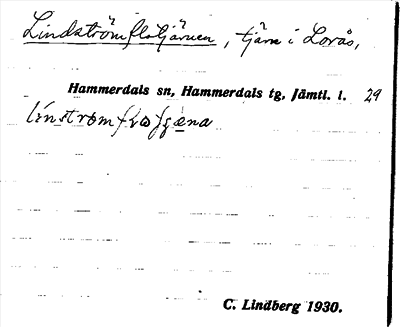 Lindströmflotjärnen, tjärn i Lorås,
Hammerdals sn, Hammerdals tg, Jämtl. l. 29
C. Lindberg 1930.